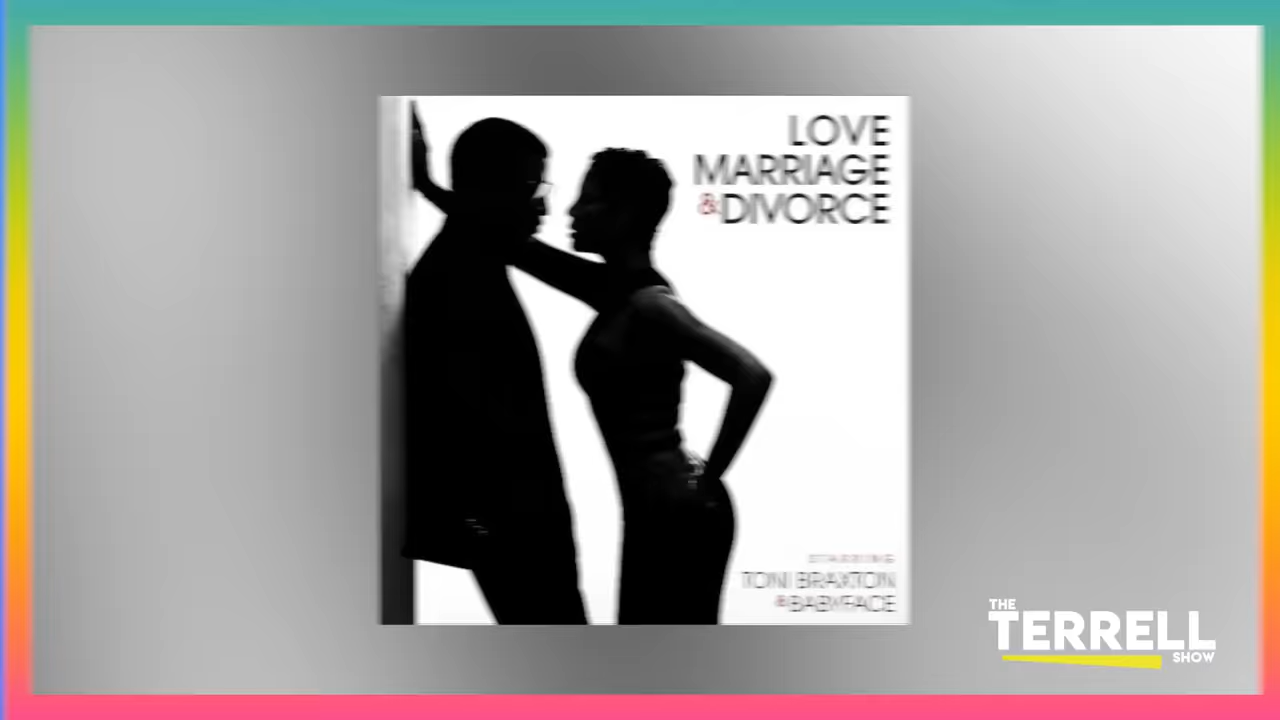 LOVE
MARRIAGE
&DIVORCE
STARRING
TONI BRAXTON
&BABYFACE
THE
TERRELL
SHOW